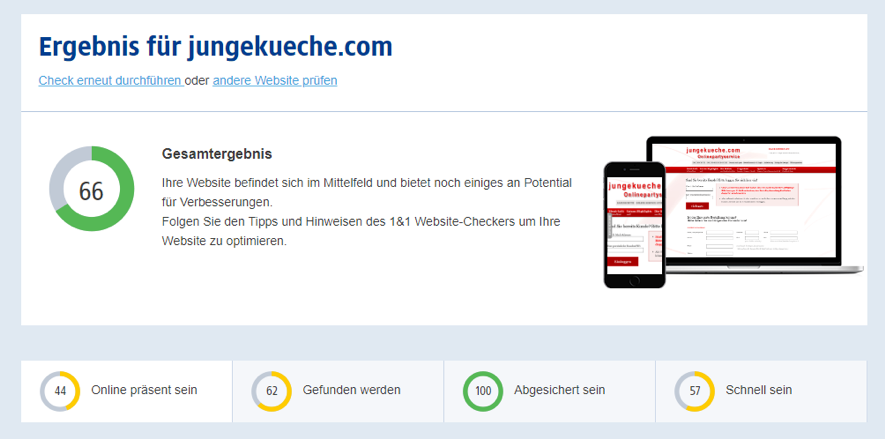 Ergebnis für jungekueche.com
Check erneut durchführen oder andere Website prüfen
66
Gesamtergebnis
Ihre Website befindet sich im Mittelfeld und bietet noch einiges an Potential
für Verbesserungen.
Folgen Sie den Tipps und Hinweisen des 1&1 Website-Checkers um Ihre
Website zu optimieren.
jungekueche.com
Onlinepartyservice
jungekueche
Onlineparty
44 Online präsent sein
62 Gefunden werden
100 Abgesichert sein
57 Schnell sein